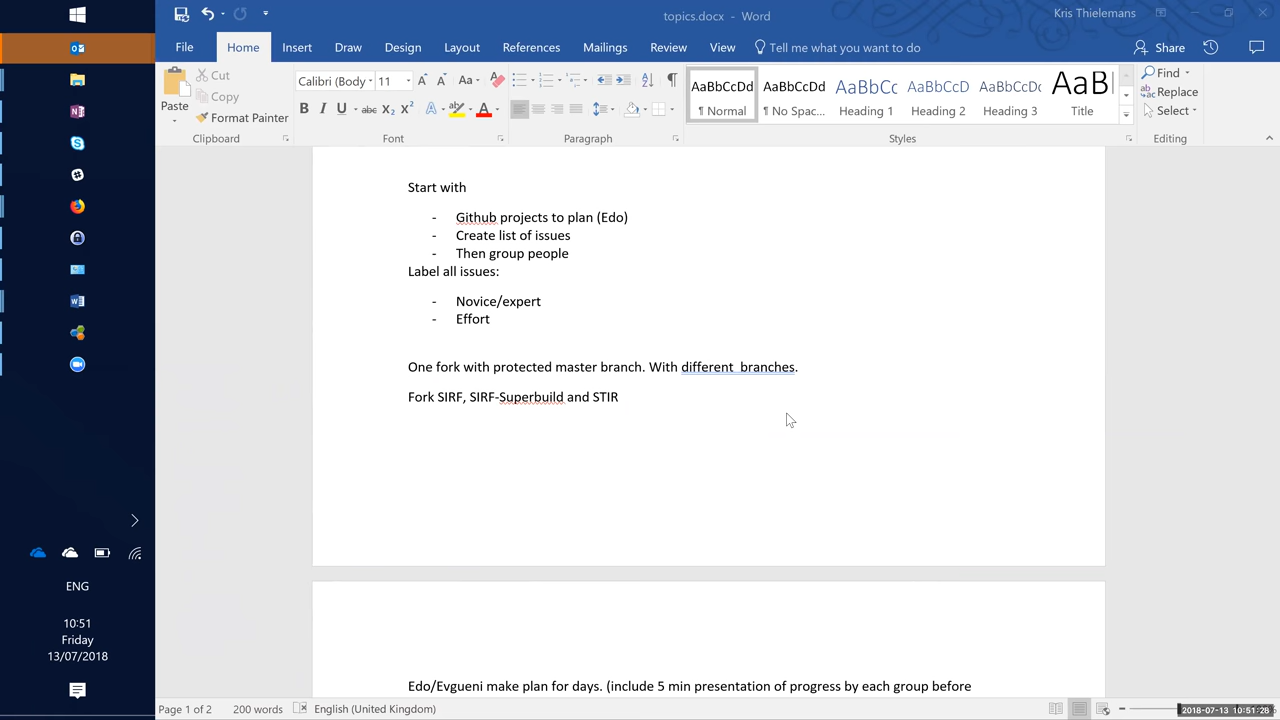 topics.docx - Word
Kris Thielemans
File Home Insert Draw Design Layout References Mailings Review View Tell me what you want to do Share
Paste
Cut
Copy
Format Painter
Clipboard
Calibri (Body 11
Aa
B I U abc X₂ X² A A
Font
Paragraph
AaBbCcDd
¶ Normal
AaBbCcDd
¶ No Spac...
AaBbCc
Heading 1
AaBbCcD
Heading 2
AaBbCcDc
Heading 3
AaB
Title
Styles
Find
Replace
Select
Editing
Start with
- Github projects to plan (Edo)
- Create list of issues
- Then group people
Label all issues:
- Novice/expert
- Effort
One fork with protected master branch. With different  branches.
Fork SIRF, SIRF-Superbuild and STIR
Edo/Evgueni make plan for days. (include 5 min presentation of progress by each group before
ENG
10:51
Friday
13/07/2018
Page 1 of 2 200 words English (United Kingdom)
2018-07-13 10:51:28